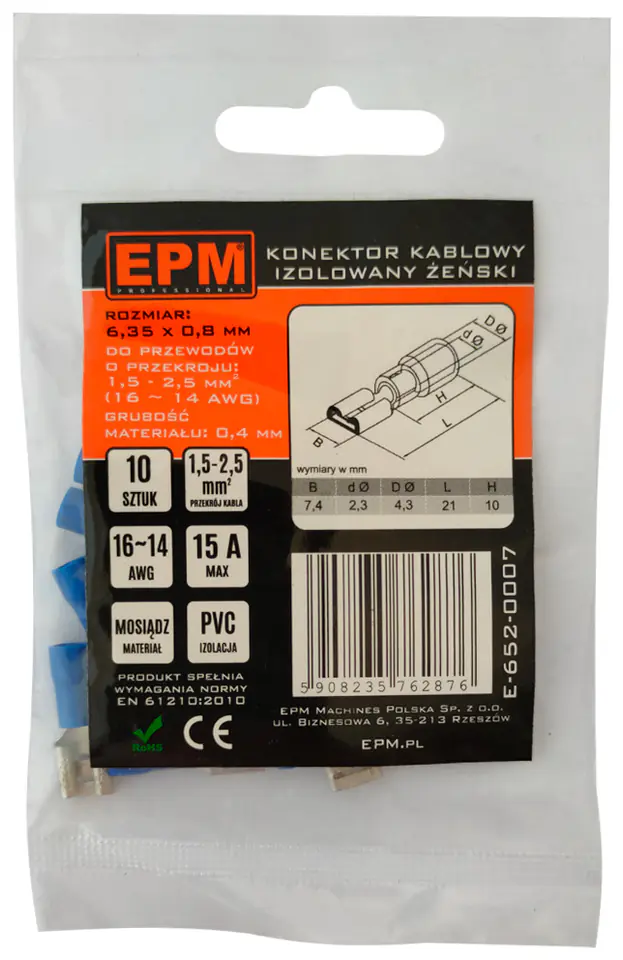 EPM®
PROFESSIONAL
KONEKTOR KABLOWY
IZOLOWANY ŻEŃSKI
ROZMIAR:
6,35 x 0,8 MM
DO PRZEWODÓW
O PRZEKROJU:
1,5 - 2,5 MM²
(16 ~ 14 AWG)
GRUBOŚĆ
MATERIAŁU: 0,4 MM
D Ø
d Ø
H
L
B
wymiary w mm
B d Ø D Ø L H
7,4 2,3 4,3 21 10
10
SZTUK
1,5-2,5
mm²
PRZEKRÓJ KABLA
16~14
AWG
15 A
MAX
MOSIĄDZ
MATERIAŁ
PVC
IZOLACJA
PRODUKT SPEŁNIA
WYMAGANIA NORMY
EN 61210:2010
RoHS
CE
5 908235 762876
E-652-0007
EPM MACHINES POLSKA SP. Z O.O.
UL. BIZNESOWA 6, 35-213 RZESZÓW
EPM.PL